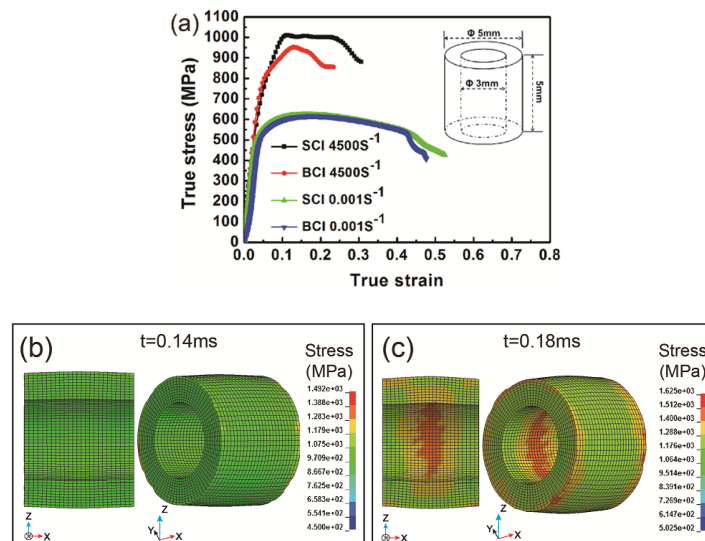 (a)
True stress (MPa)
1100
1000
900
800
700
600
500
400
300
200
100
0
0.0 0.1 0.2 0.3 0.4 0.5 0.6 0.7 0.8
True strain
SCI 4500S⁻¹
BCI 4500S⁻¹
SCI 0.001S⁻¹
BCI 0.001S⁻¹
Φ 5mm
Φ 3mm
5mm
(b)
t=0.14ms
Stress
(MPa)
1.492e+03
1.388e+03
1.283e+03
1.179e+03
1.075e+03
9.709e+02
8.667e+02
7.625e+02
6.583e+02
5.541e+02
4.500e+02
Z
X
Z
Y
X
(c)
t=0.18ms
Stress
(MPa)
1.625e+03
1.512e+03
1.400e+03
1.288e+03
1.176e+03
1.064e+03
9.514e+02
8.391e+02
7.269e+02
6.147e+02
5.025e+02
Z
X
Z
Y
X